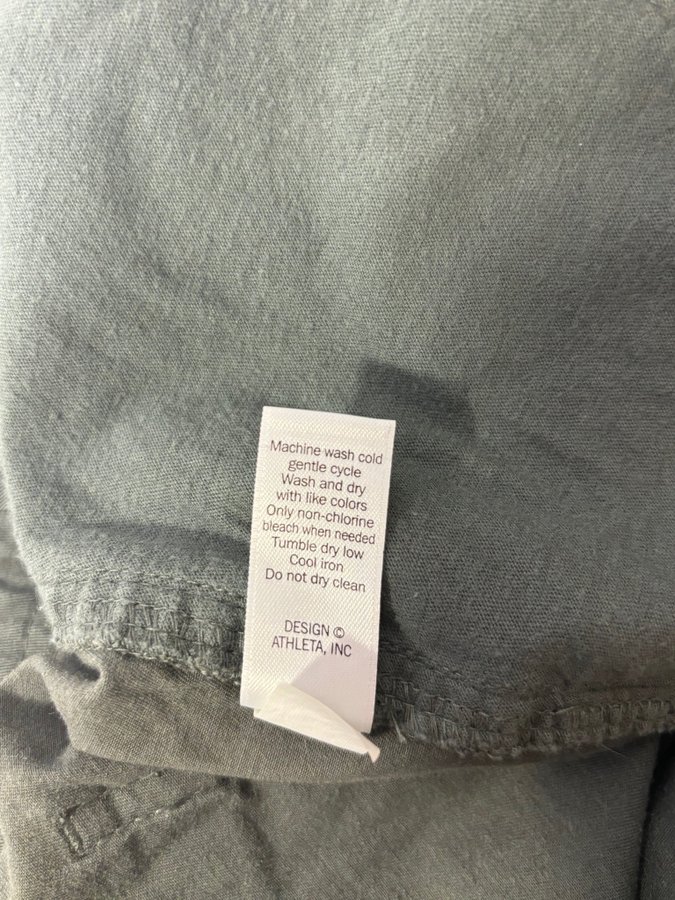 Machine wash cold
gentle cycle
Wash and dry
with like colors
Only non-chlorine
bleach when needed
Tumble dry low
Cool iron
Do not dry clean
DESIGN ©
ATHLETA, INC